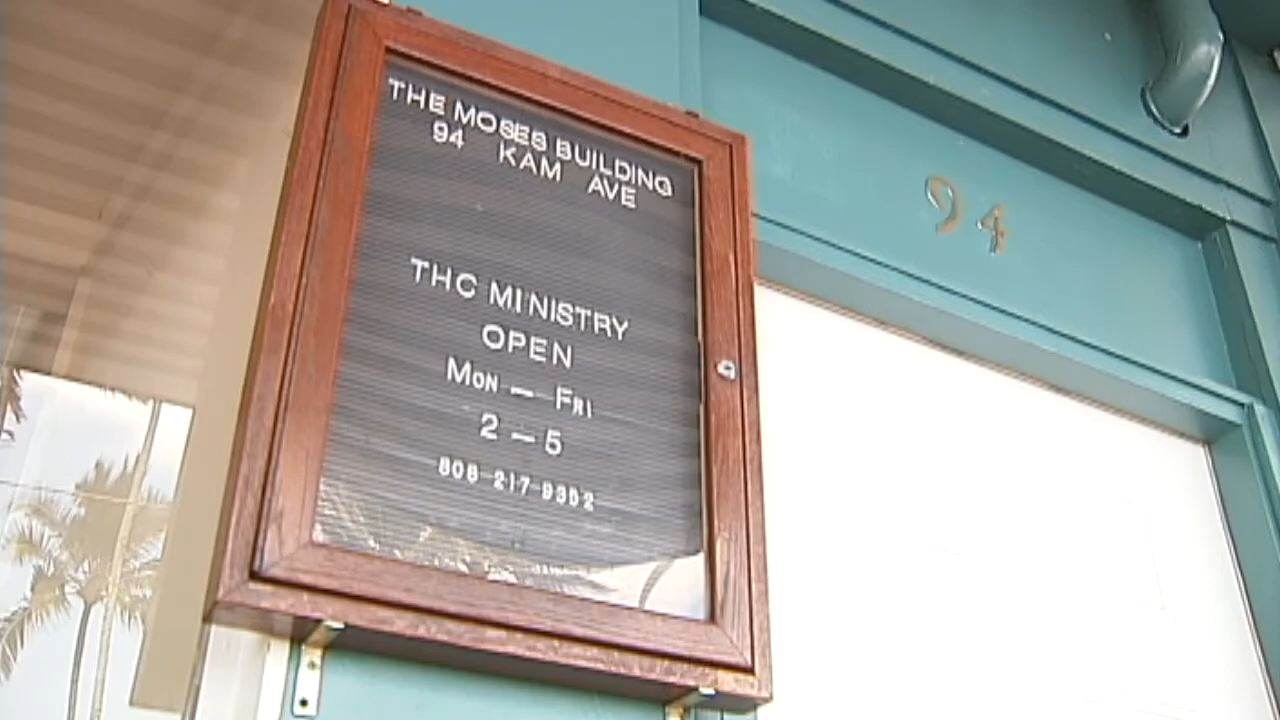 THE MOSES BUILDING
94 KAM AVE
THC MINISTRY
OPEN
MON — FRI
2 — 5
808 217 9352
94